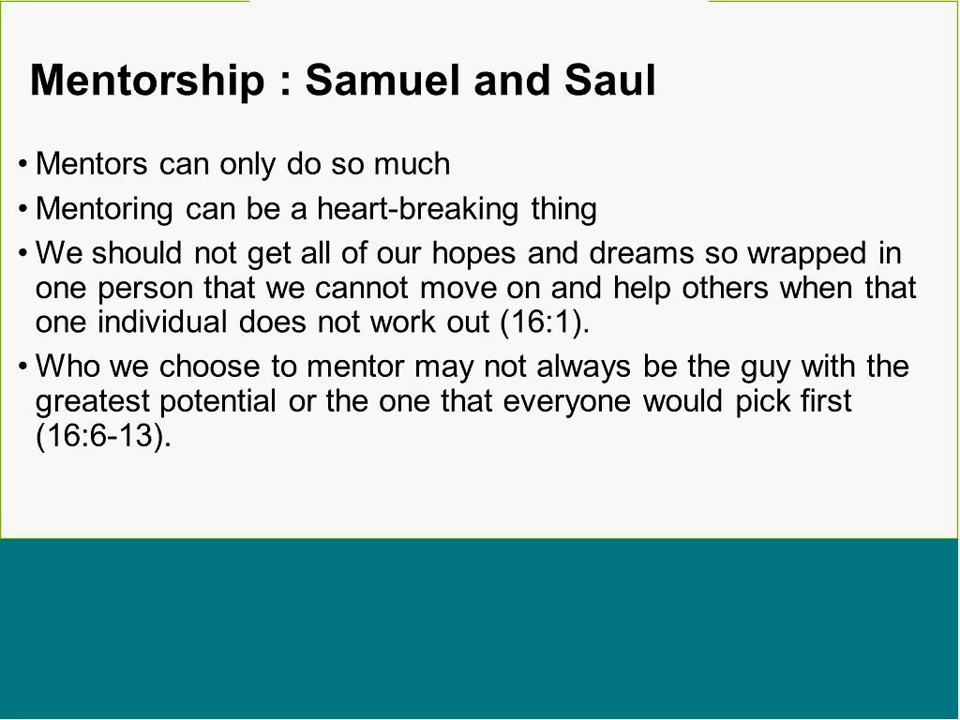 Mentorship : Samuel and Saul
• Mentors can only do so much
• Mentoring can be a heart-breaking thing
• We should not get all of our hopes and dreams so wrapped in
one person that we cannot move on and help others when that
one individual does not work out (16:1).
• Who we choose to mentor may not always be the guy with the
greatest potential or the one that everyone would pick first
(16:6-13).